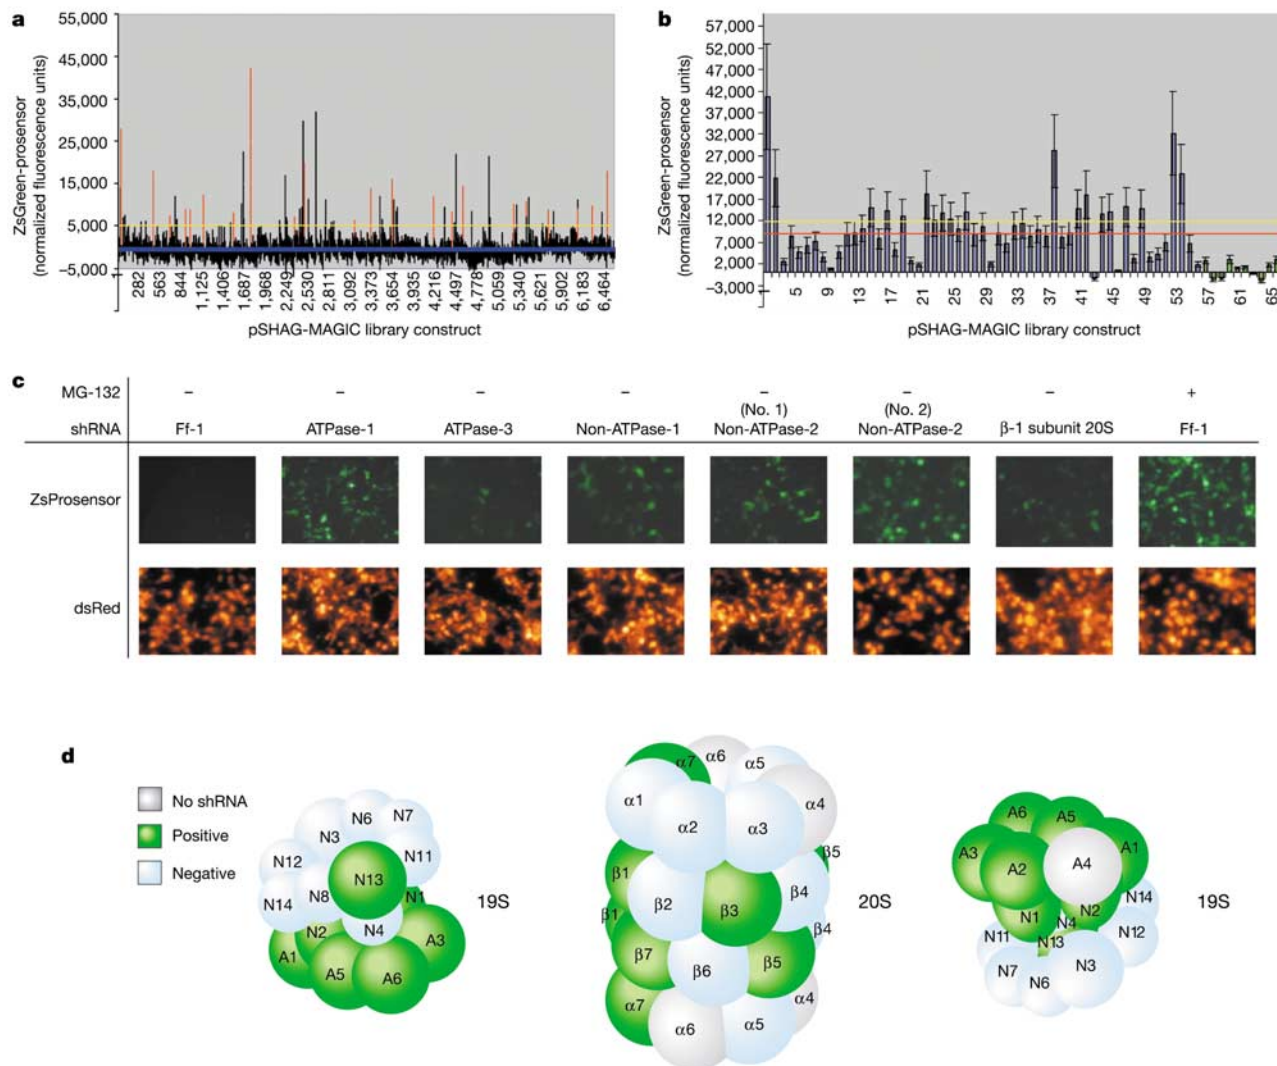 a
ZsGreen-prosensor
(normalized fluorescence units)
55,000
45,000
35,000
25,000
15,000
5,000
−5,000
282
563
844
1,125
1,406
1,687
1,968
2,249
2,530
2,811
3,092
3,373
3,654
3,935
4,216
4,497
4,778
5,059
5,340
5,621
5,902
6,183
6,464
pSHAG-MAGIC library construct
b
ZsGreen-prosensor
(normalized fluorescence units)
57,000
52,000
47,000
42,000
37,000
32,000
27,000
22,000
17,000
12,000
7,000
2,000
−3,000
5
9
13
17
21
25
29
33
37
41
45
49
53
57
61
65
pSHAG-MAGIC library construct
c
MG-132 – – – – – – – +
(No. 1) (No. 2)
shRNA Ff-1 ATPase-1 ATPase-3 Non-ATPase-1 Non-ATPase-2 Non-ATPase-2 β-1 subunit 20S Ff-1
ZsProsensor
dsRed
d
No shRNA
Positive
Negative
N6
N7
N3
N12
N11
N13
N8
N1
N14
N2
N4
A3
A1
A5
A6
19S
α7
α6
α5
α1
α4
α2
α3
β5
β1
β4
β2
β3
β1
β4
β7
β5
β6
α7
α4
α6
α5
20S
A6
A5
A3
A1
A2
A4
N14
N1
N2
N4
N11
N13
N12
N7
N6
N3
19S